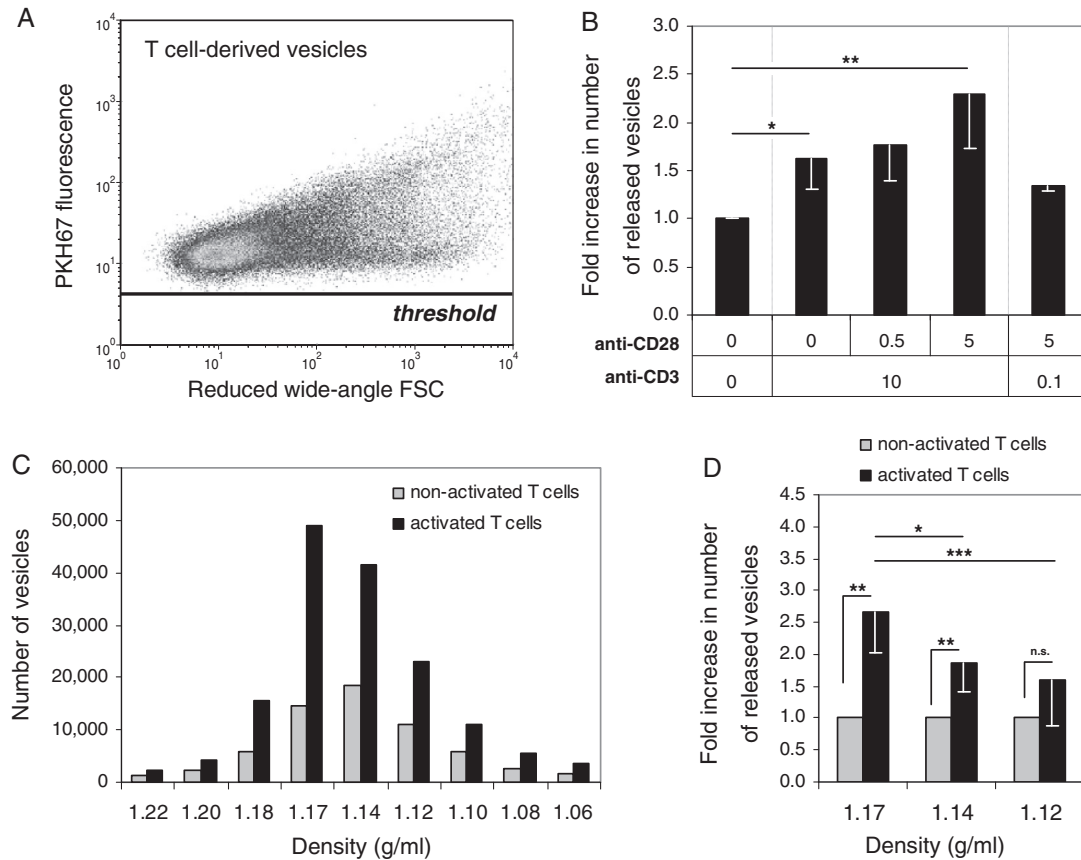 A
T cell-derived vesicles
PKH67 fluorescence
10^4
10^3
10^2
10^1
10^0
threshold
10^0 10^1 10^2 10^3 10^4
Reduced wide-angle FSC
B
Fold increase in number
of released vesicles
3.0
2.5
2.0
1.5
1.0
0.5
0.0
**
*
anti-CD28 0 0 0.5 5 5
anti-CD3 0 10 0.1
C
Number of vesicles
60,000
50,000
40,000
30,000
20,000
10,000
0
non-activated T cells
activated T cells
1.22 1.20 1.18 1.17 1.14 1.12 1.10 1.08 1.06
Density (g/ml)
D
non-activated T cells
activated T cells
Fold increase in number
of released vesicles
4.5
4.0
3.5
3.0
2.5
2.0
1.5
1.0
0.5
0.0
*
***
**
**
n.s.
1.17 1.14 1.12
Density (g/ml)